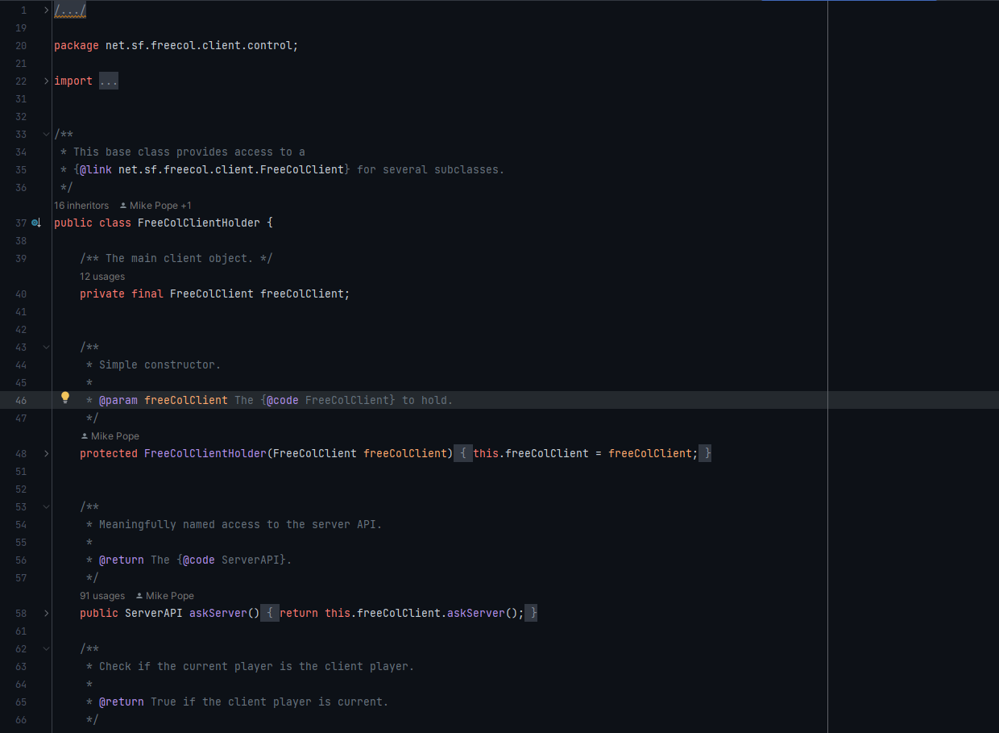 1 /.../
19
20 package net.sf.freecol.client.control;
21
22 import ...
31
32
33 /**
34 * This base class provides access to a
35 * {@link net.sf.freecol.client.FreeColClient} for several subclasses.
36 */
16 inheritors Mike Pope +1
37 public class FreeColClientHolder {
38
39 /** The main client object. */
12 usages
40 private final FreeColClient freeColClient;
41
42
43 /**
44 * Simple constructor.
45 *
46 * @param freeColClient The {@code FreeColClient} to hold.
47 */
Mike Pope
48 protected FreeColClientHolder(FreeColClient freeColClient) { this.freeColClient = freeColClient; }
51
52
53 /**
54 * Meaningfully named access to the server API.
55 *
56 * @return The {@code ServerAPI}.
57 */
91 usages Mike Pope
58 public ServerAPI askServer() { return this.freeColClient.askServer(); }
61
62 /**
63 * Check if the current player is the client player.
64 *
65 * @return True if the client player is current.
66 */